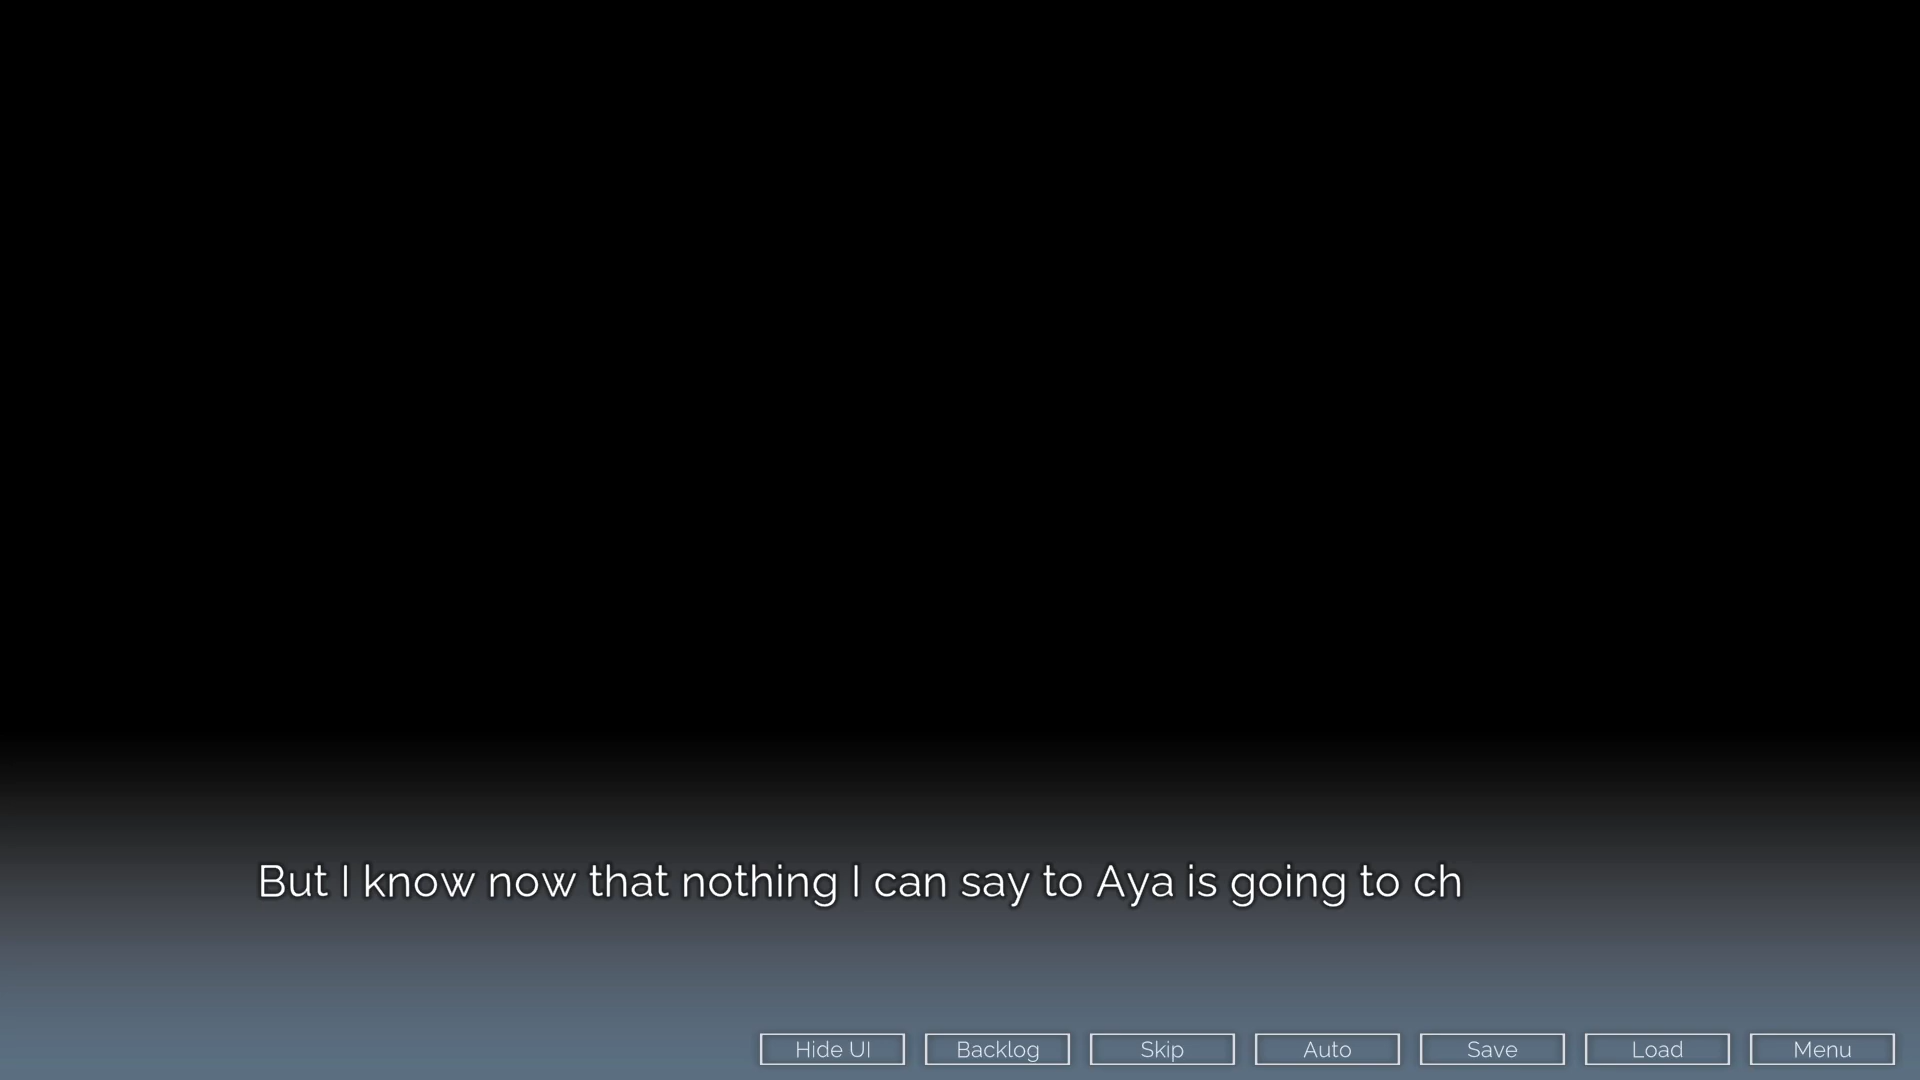 But I know now that nothing I can say to Aya is going to ch
Hide UI Backlog Skip Auto Save Load Menu